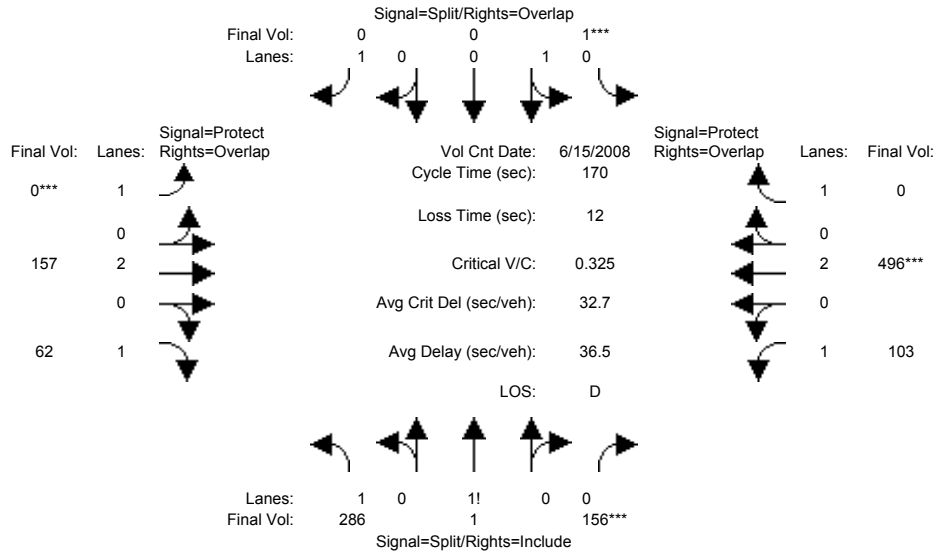 Signal=Split/Rights=Overlap
Final Vol: 0 0 1***
Lanes: 1 0 0 1 0
Signal=Protect Signal=Protect
Final Vol: Lanes: Rights=Overlap Vol Cnt Date: 6/15/2008 Rights=Overlap Lanes: Final Vol:
Cycle Time (sec): 170
0*** 1 1 0
Loss Time (sec): 12
0 0
157 2 Critical V/C: 0.325 2 496***
0 Avg Crit Del (sec/veh): 32.7 0
62 1 Avg Delay (sec/veh): 36.5 1 103
LOS: D
Lanes: 1 0 1! 0 0
Final Vol: 286 1 156***
Signal=Split/Rights=Include